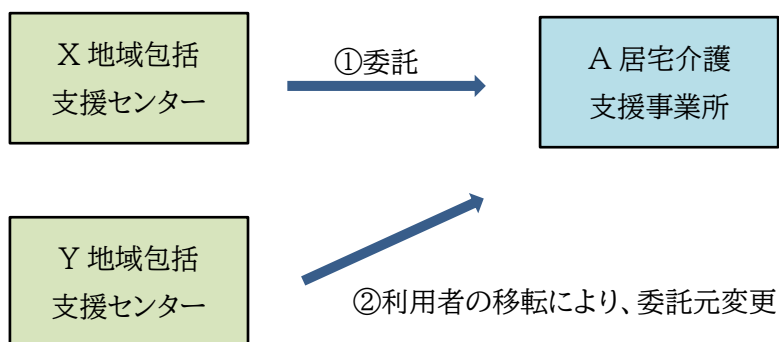 X 地域包括
支援センター
①委託
A 居宅介護
支援事業所
Y 地域包括
支援センター
②利用者の移転により、委託元変更